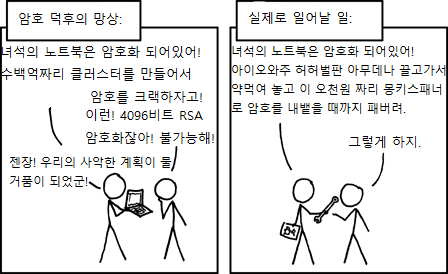 암호 덕후의 망상:
녀석의 노트북은 암호화 되어있어!
수백억짜리 클러스터를 만들어서
암호를 크랙하자고!
이런! 4096비트 RSA
암호화잖아! 불가능해!
젠장! 우리의 사악한 계획이 물
거품이 되었군!
실제로 일어날 일:
녀석의 노트북은 암호화 되어있어!
아이오와주 허허벌판 아무데나 끌고가서
약먹여 놓고 이 오천원 짜리 몽키스패너
로 암호를 내뱉을 때까지 패버려.
그렇게 하지.